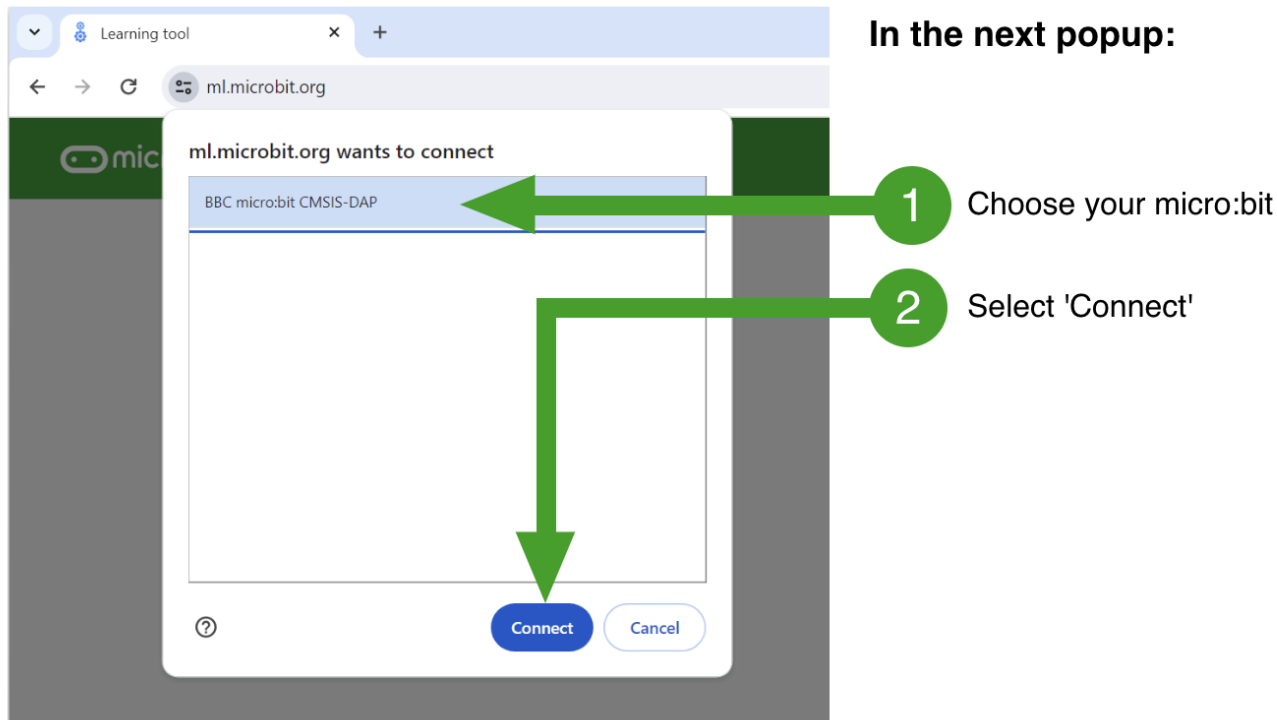 Learning tool
ml.microbit.org
mic
ml.microbit.org wants to connect
BBC micro:bit CMSIS-DAP
Connect
Cancel
In the next popup:
1 Choose your micro:bit
2 Select 'Connect'